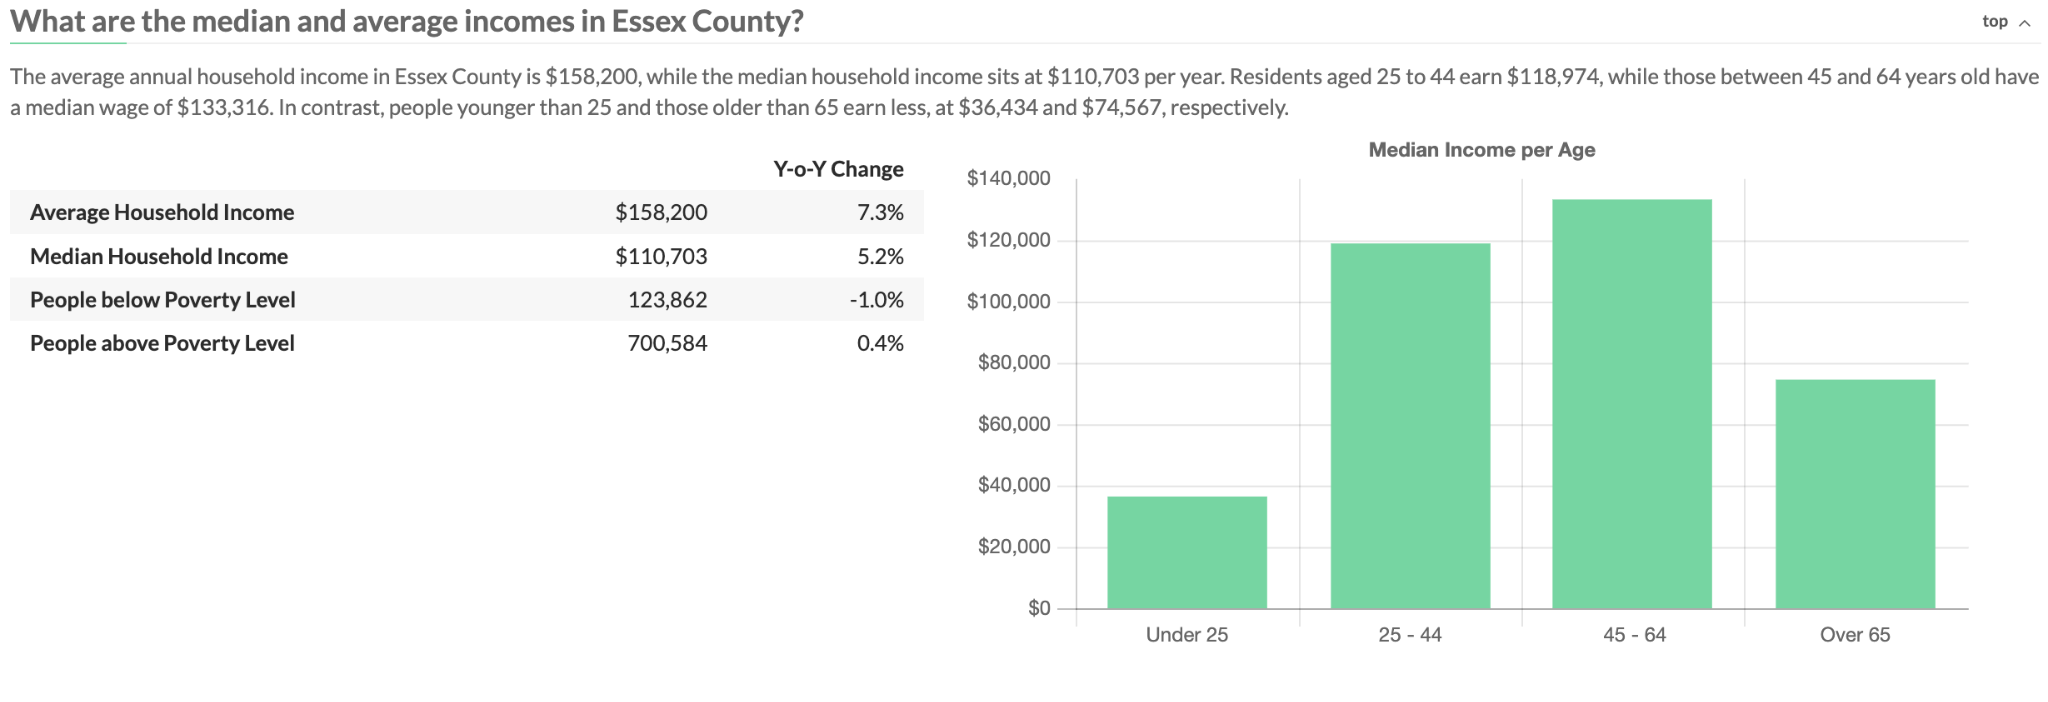 What are the median and average incomes in Essex County?
top
The average annual household income in Essex County is $158,200, while the median household income sits at $110,703 per year. Residents aged 25 to 44 earn $118,974, while those between 45 and 64 years old have
a median wage of $133,316. In contrast, people younger than 25 and those older than 65 earn less, at $36,434 and $74,567, respectively.
Y-o-Y Change
Average Household Income $158,200 7.3%
Median Household Income $110,703 5.2%
People below Poverty Level 123,862 -1.0%
People above Poverty Level 700,584 0.4%
Median Income per Age
$140,000
$120,000
$100,000
$80,000
$60,000
$40,000
$20,000
$0
Under 25 25 - 44 45 - 64 Over 65